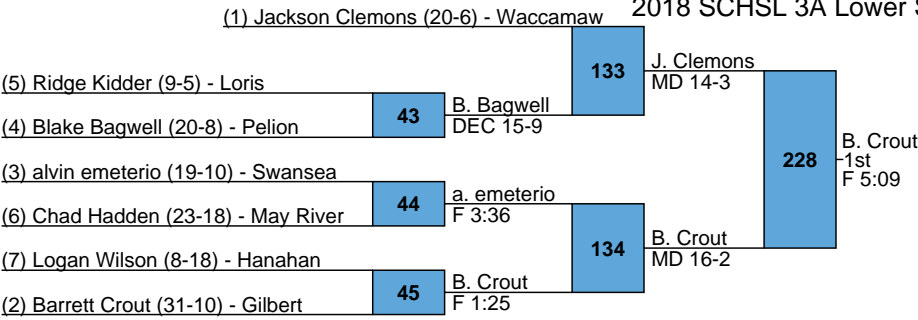 (1) Jackson Clemons (20-6) - Waccamaw
2018 SCHSL 3A Lower
133
J. Clemons
MD 14-3
(5) Ridge Kidder (9-5) - Loris
43
B. Bagwell
DEC 15-9
(4) Blake Bagwell (20-8) - Pelion
228
B. Crout
1st
F 5:09
(3) alvin emeterio (19-10) - Swansea
44
a. emeterio
F 3:36
(6) Chad Hadden (23-18) - May River
134
B. Crout
MD 16-2
(7) Logan Wilson (8-18) - Hanahan
45
B. Crout
F 1:25
(2) Barrett Crout (31-10) - Gilbert